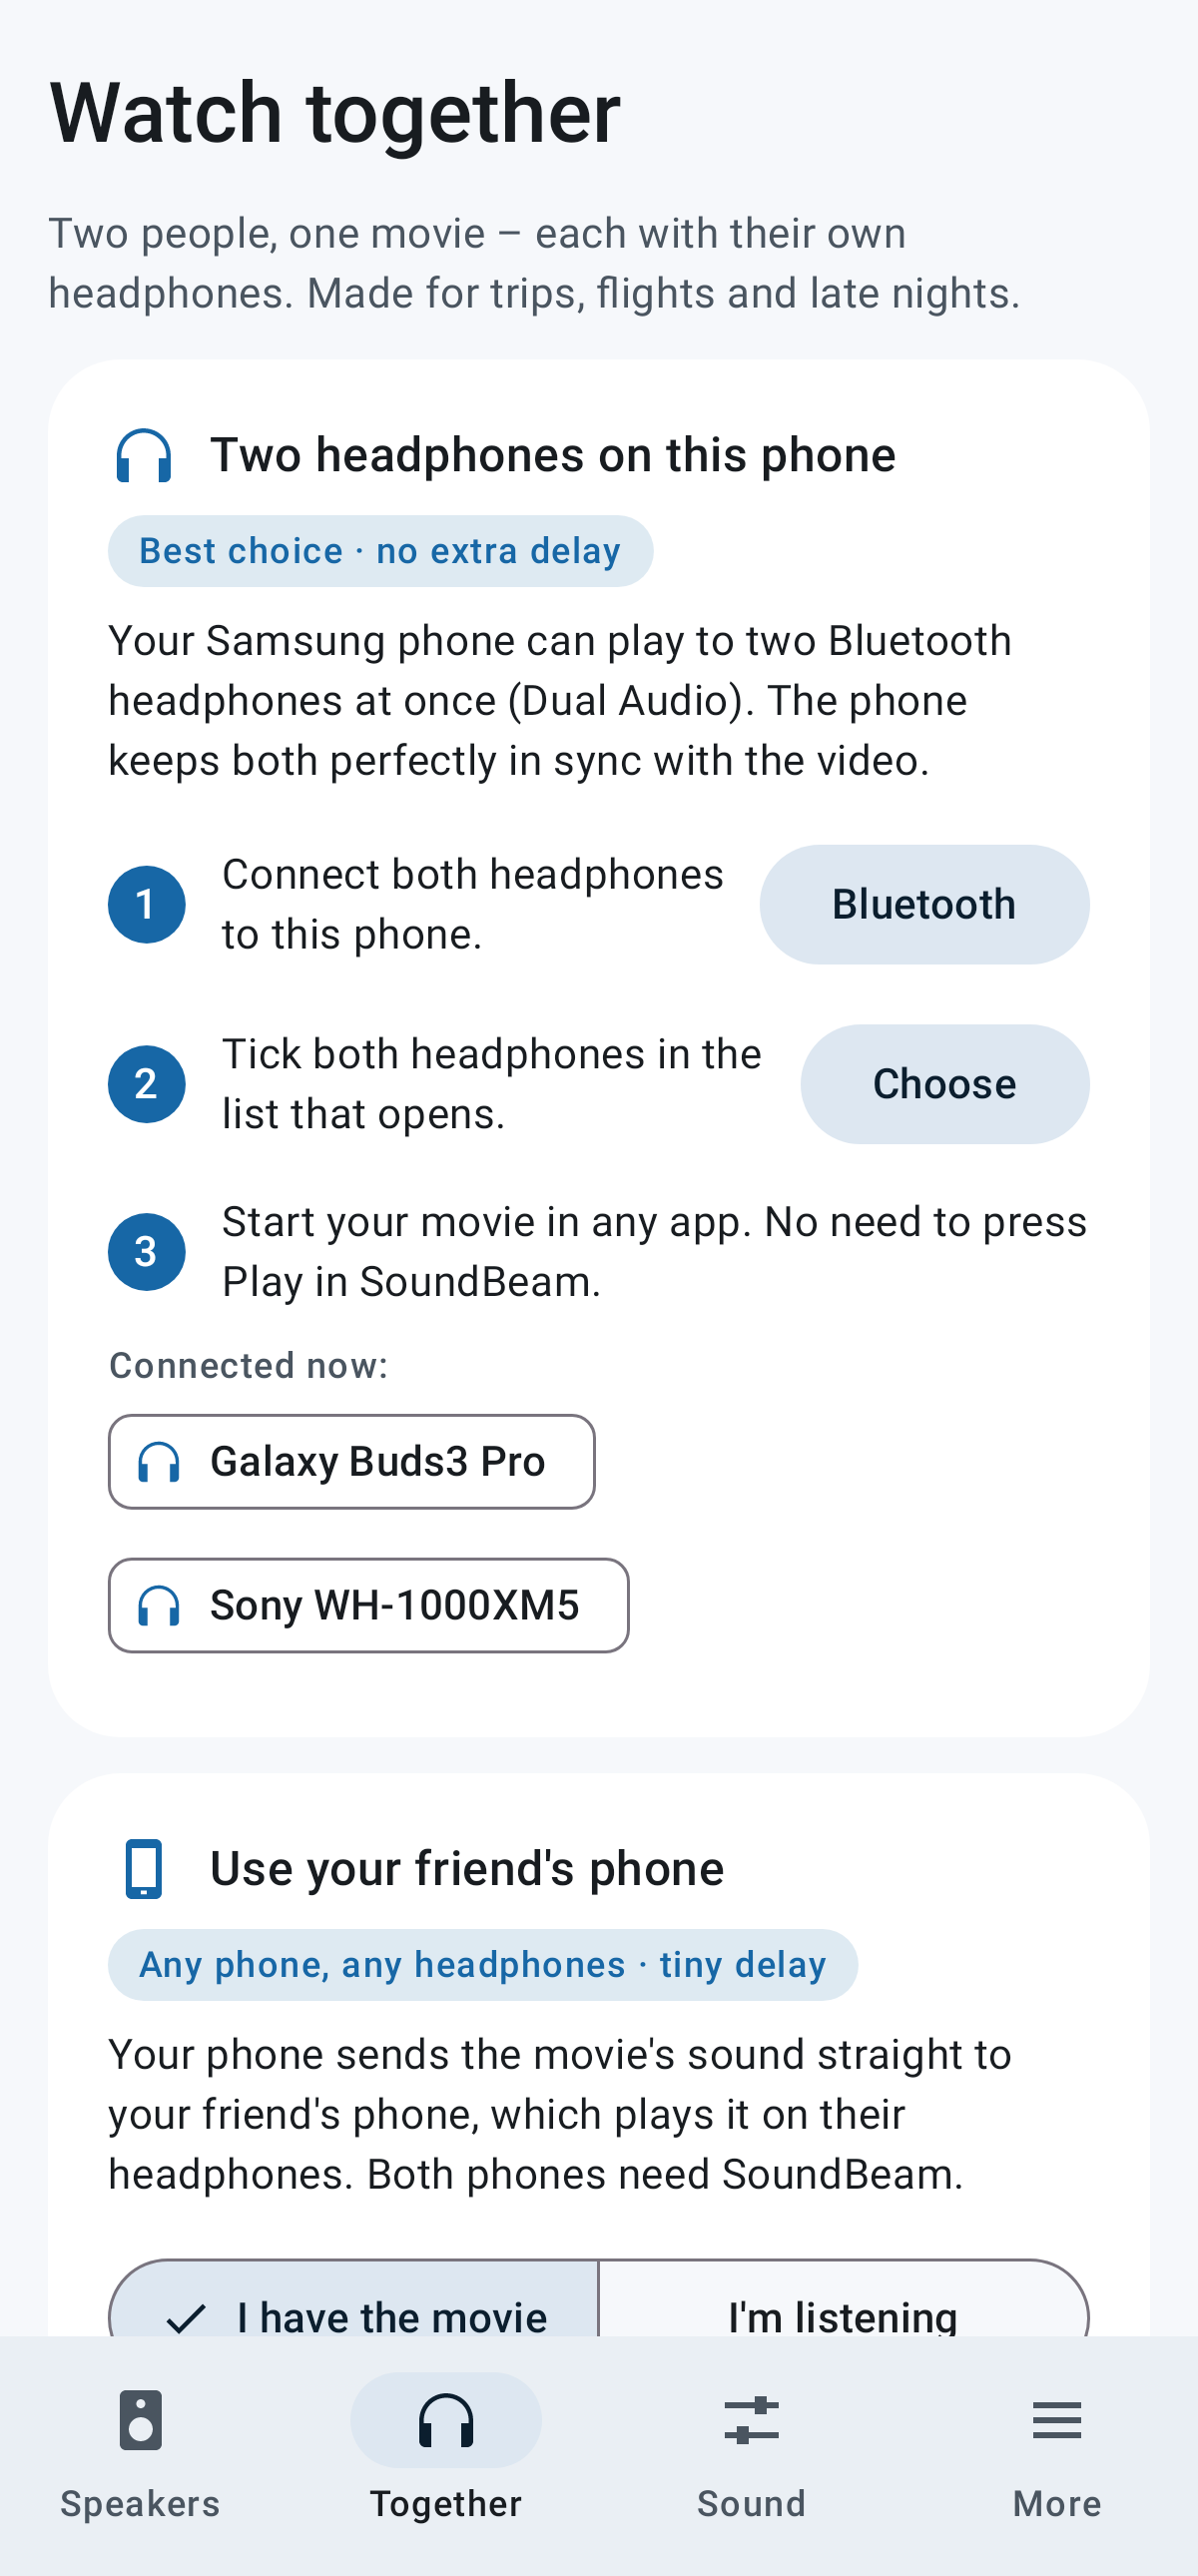 Watch together
Two people, one movie – each with their own
headphones. Made for trips, flights and late nights.
Two headphones on this phone
Best choice · no extra delay
Your Samsung phone can play to two Bluetooth
headphones at once (Dual Audio). The phone
keeps both perfectly in sync with the video.
1
Connect both headphones
to this phone.
Bluetooth
2
Tick both headphones in the
list that opens.
Choose
3
Start your movie in any app. No need to press
Play in SoundBeam.
Connected now:
Galaxy Buds3 Pro
Sony WH-1000XM5
Use your friend's phone
Any phone, any headphones · tiny delay
Your phone sends the movie's sound straight to
your friend's phone, which plays it on their
headphones. Both phones need SoundBeam.
I have the movie
I'm listening
Speakers
Together
Sound
More